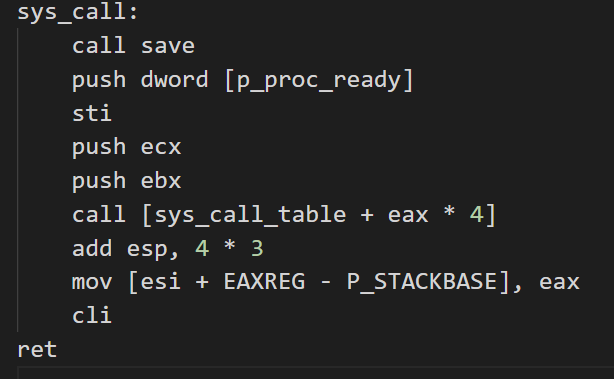 sys_call:
call save
push dword [p_proc_ready]
sti
push ecx
push ebx
call [sys_call_table + eax * 4]
add esp, 4 * 3
mov [esi + EAXREG - P_STACKBASE], eax
cli
ret